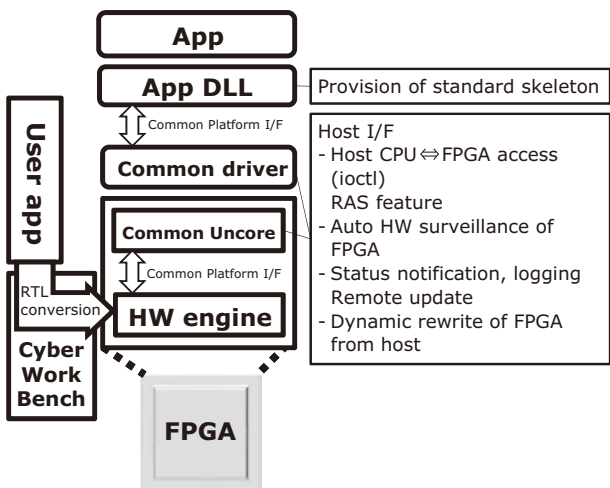 App
App DLL
Provision of standard skeleton
Common Platform I/F
Common driver
Host I/F
- Host CPU⇔FPGA access
(ioctl)
RAS feature
- Auto HW surveillance of
FPGA
- Status notification, logging
Remote update
- Dynamic rewrite of FPGA
from host
User app
Common Uncore
Common Platform I/F
RTL
conversion
HW engine
Cyber
Work
Bench
FPGA